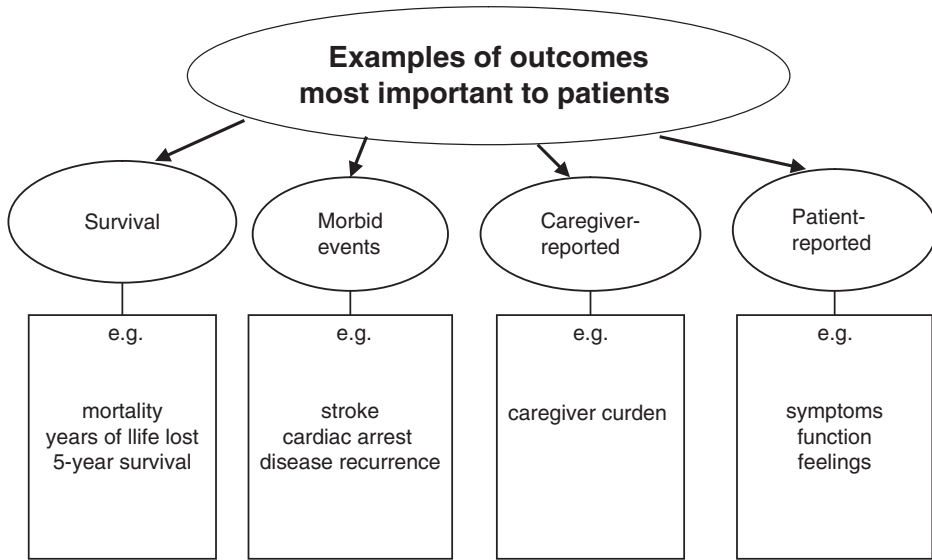 Examples of outcomes
most important to patients
Survival
Morbid
events
Caregiver-
reported
Patient-
reported
e.g.
mortality
years of Llife lost
5-year survival
e.g.
stroke
cardiac arrest
disease recurrence
e.g.
caregiver curden
e.g.
symptoms
function
feelings